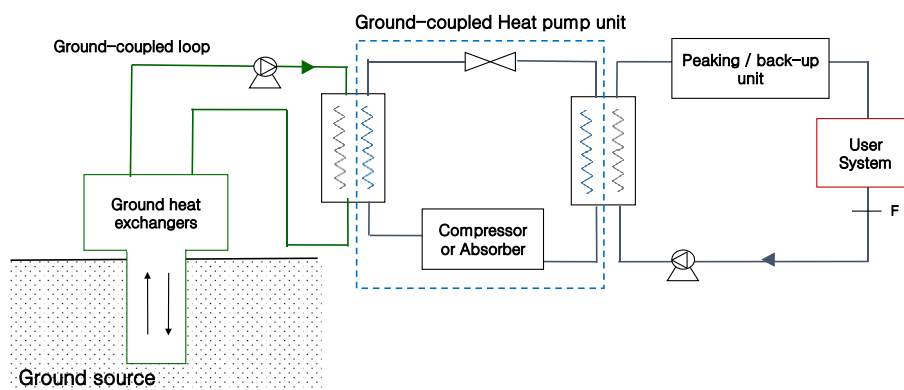 Ground-coupled Heat pump unit
Ground-coupled loop
Peaking / back-up
unit
User
System
F
Ground heat
exchangers
Compressor
or Absorber
Ground source